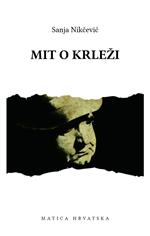 Sanja Nikčević
MIT O KRLEŽI
MATICA HRVATSKA